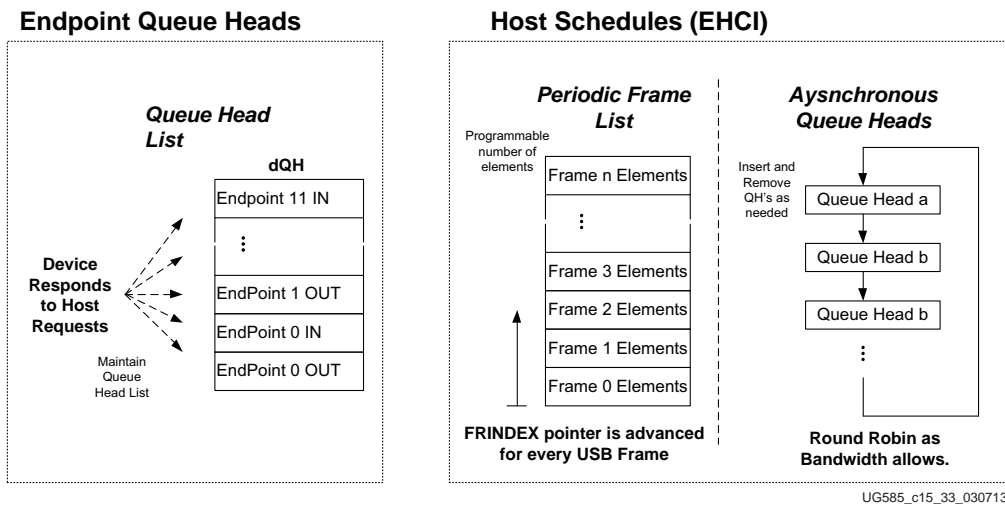 Endpoint Queue Heads
Queue Head
List
dQH
Endpoint 11 IN
EndPoint 1 OUT
EndPoint 0 IN
EndPoint 0 OUT
Device
Responds
to Host
Requests
Maintain
Queue
Head List
Host Schedules (EHCI)
Periodic Frame
List
Programmable
number of
elements
Frame n Elements
Frame 3 Elements
Frame 2 Elements
Frame 1 Elements
Frame 0 Elements
FRINDEX pointer is advanced
for every USB Frame
Aysnchronous
Queue Heads
Insert and
Remove
QH's as
needed
Queue Head a
Queue Head b
Queue Head b
Round Robin as
Bandwidth allows.
UG585_c15_33_030713